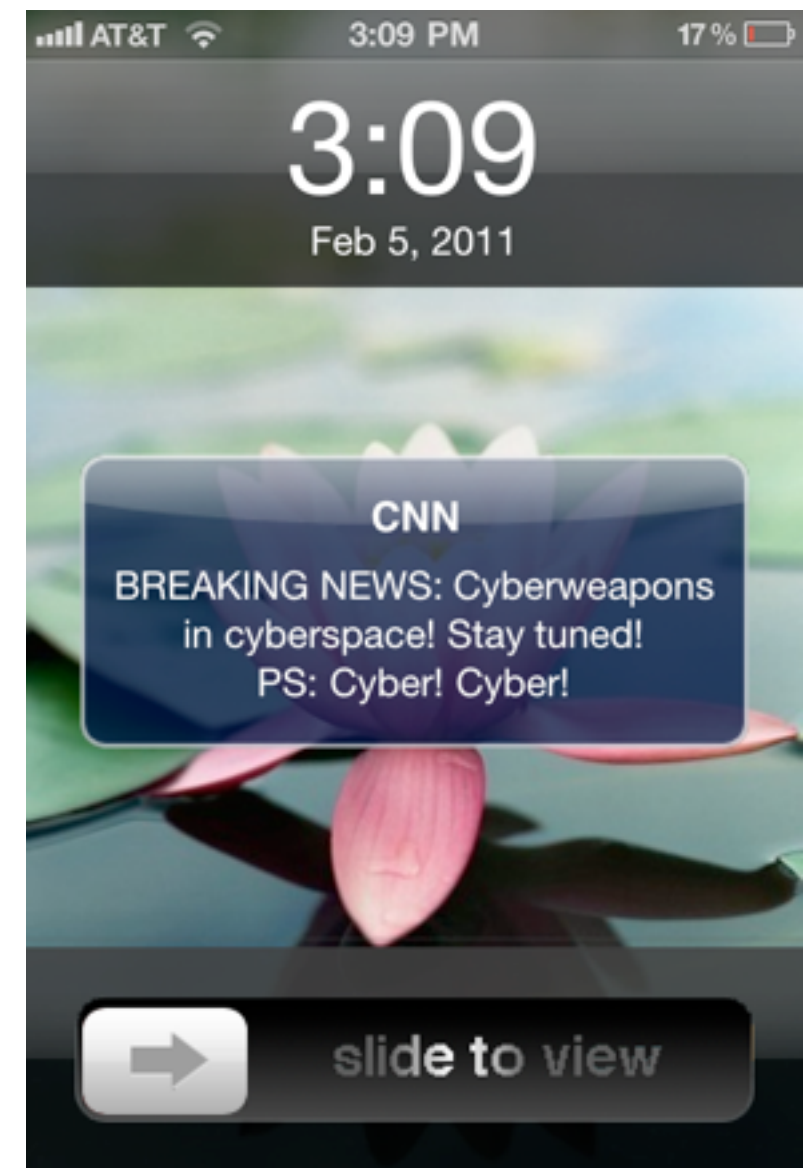 AT&T 3:09 PM 17%
3:09
Feb 5, 2011
CNN
BREAKING NEWS: Cyberweapons
in cyberspace! Stay tuned!
PS: Cyber! Cyber!
slide to view